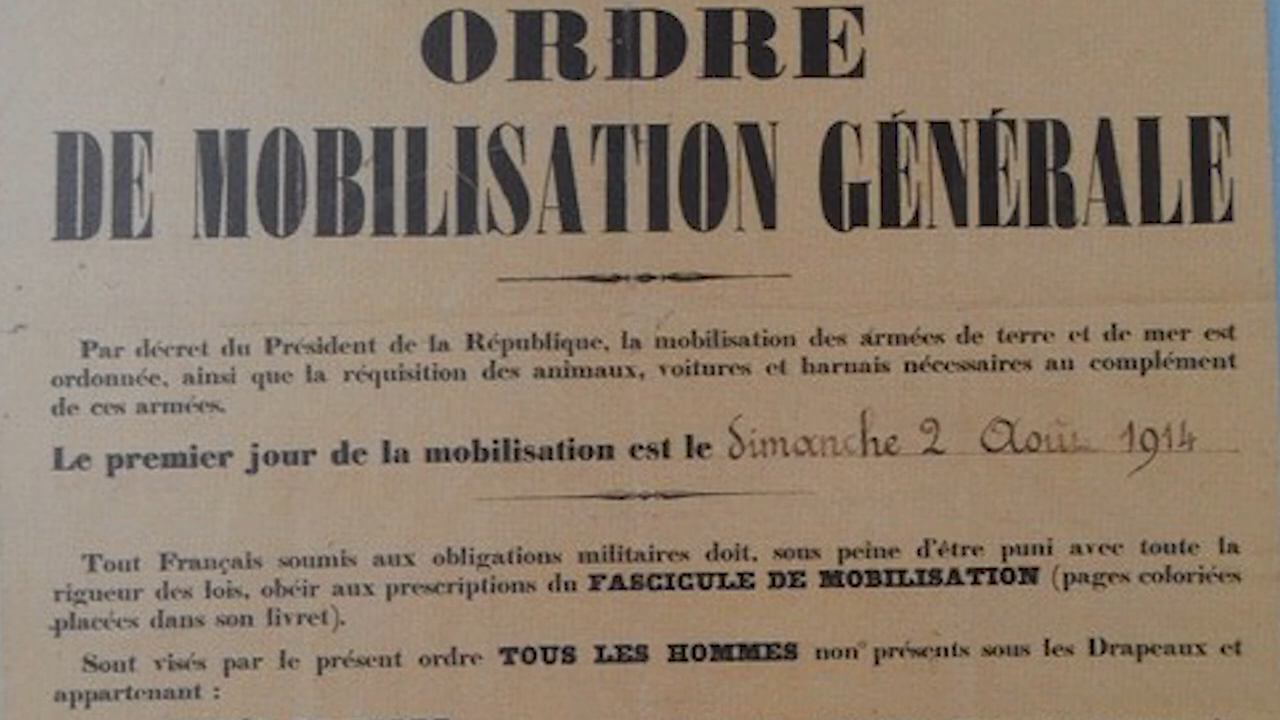 ORDRE
DE MOBILISATION GÉNÉRALE
Par décret du Président de la République, la mobilisation des armées de terre et de mer est
ordonnée, ainsi que la réquisition des animaux, voitures et harnais nécessaires au complément
de ces armées.
Le premier jour de la mobilisation est le dimanche 2 Août 1914
Tout Français soumis aux obligations militaires doit, sous peine d'être puni avec toute la
rigueur des lois, obéir aux prescriptions du FASCICULE DE MOBILISATION (pages coloriées
placées dans son livret).
Sont visés par le présent ordre TOUS LES HOMMES non présents sous les Drapeaux et
appartenant :